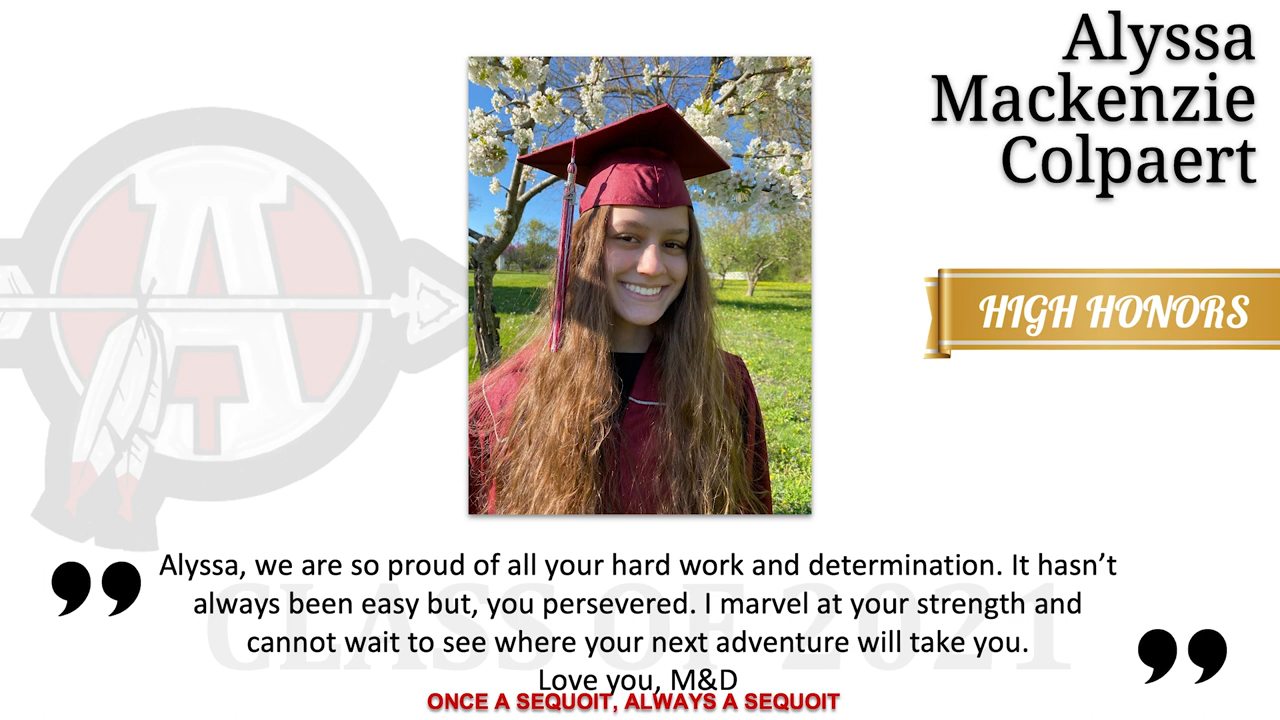 Alyssa
Mackenzie
Colpaert
HIGH HONORS
A
Alyssa, we are so proud of all your hard work and determination. It hasn’t
always been easy but, you persevered. I marvel at your strength and
cannot wait to see where your next adventure will take you.
Love you, M&D
CLASS OF 2021
ONCE A SEQUOIT, ALWAYS A SEQUOIT